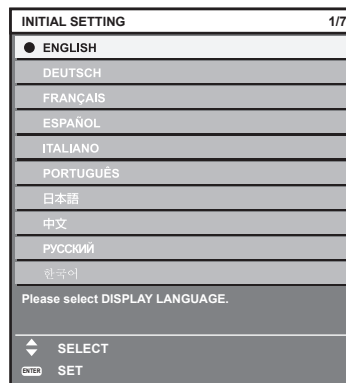 INITIAL SETTING 1/7
ENGLISH
DEUTSCH
FRANÇAIS
ESPAÑOL
ITALIANO
PORTUGUÊS
日本語
中文
РУССКИЙ
한국어
Please select DISPLAY LANGUAGE.
SELECT
ENTER SET